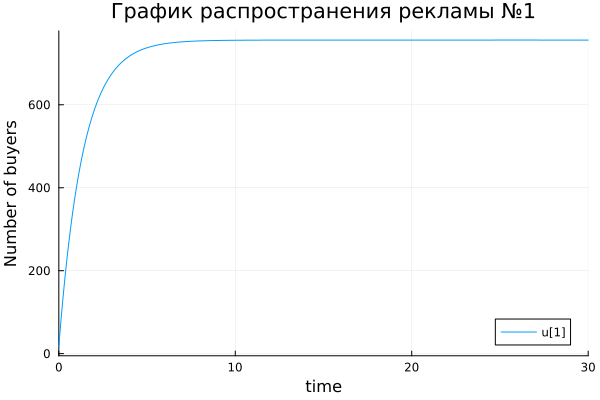 График распространения рекламы №1
Number of buyers
600
400
200
0
u[1]
0 10 20 30
time